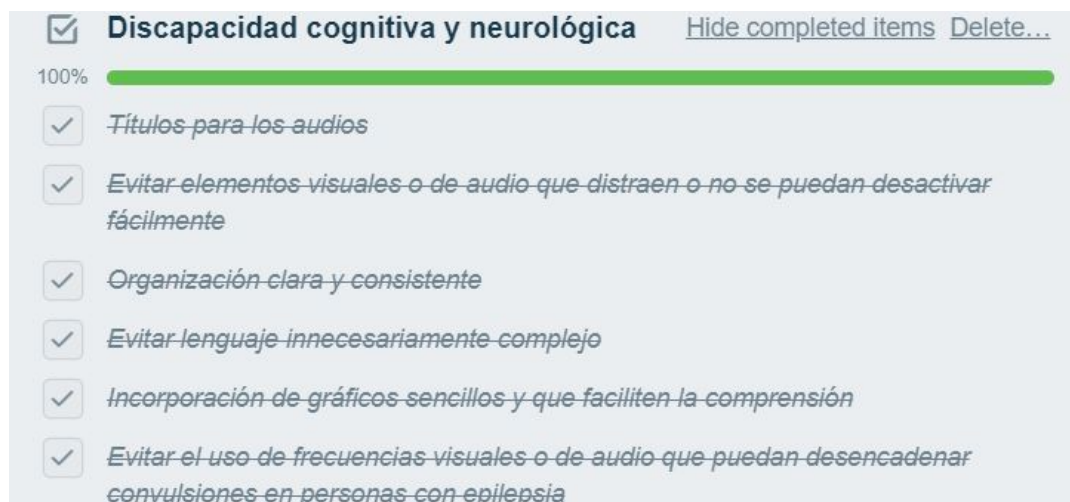 Discapacidad cognitiva y neurológica Hide completed items Delete…
100%
Títulos para los audios
Evitar elementos visuales o de audio que distraen o no se puedan desactivar
fácilmente
Organización clara y consistente
Evitar lenguaje innecesariamente complejo
Incorporación de gráficos sencillos y que faciliten la comprensión
Evitar el uso de frecuencias visuales o de audio que puedan desencadenar
convulsiones en personas con epilepsia